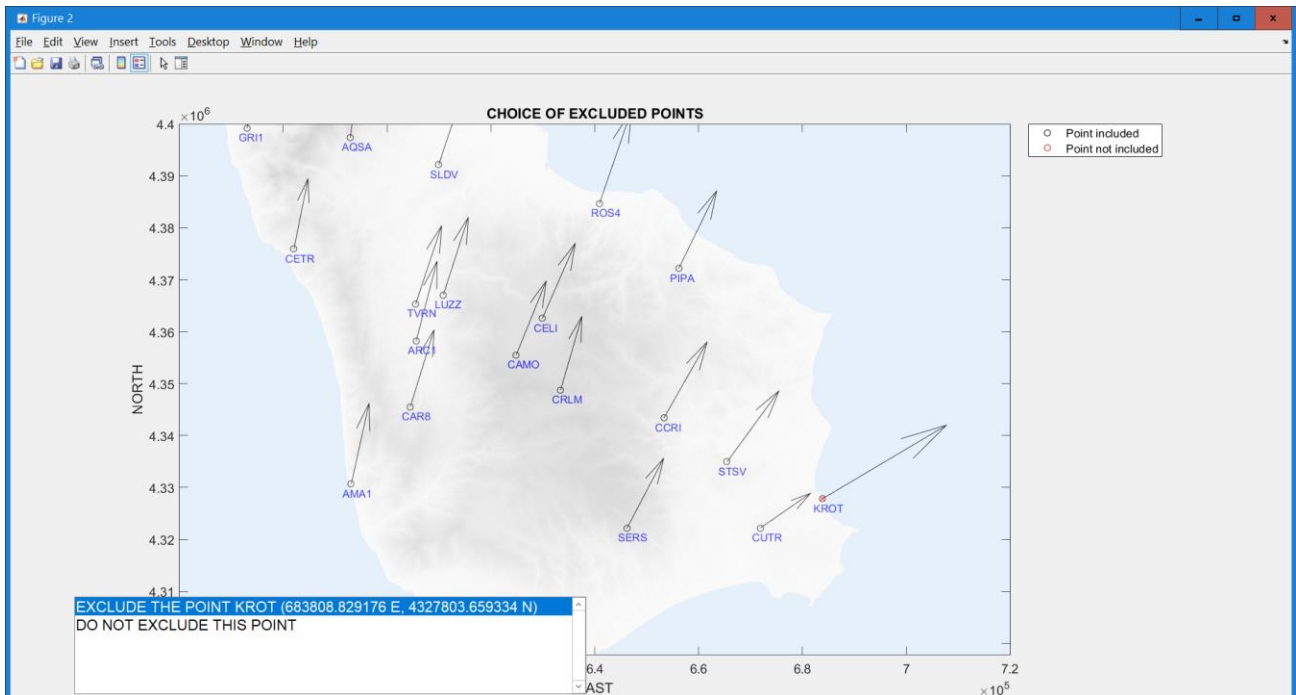 Figure 2
File Edit View Insert Tools Desktop Window Help
CHOICE OF EXCLUDED POINTS
×10⁶
4.4
4.39
4.38
4.37
4.36
4.35
4.34
4.33
4.32
4.31
NORTH
GRI1
AQSA
SLDV
ROS4
CETR
PIPA
LUZZ
TVRN
CELI
ARC1
CAMO
CRLM
CAR8
CCRI
STSV
AMA1
KROT
SERS
CUTR
Point included
Point not included
EXCLUDE THE POINT KROT (683808.829176 E, 4327803.659334 N)
DO NOT EXCLUDE THIS POINT
6.4 6.6 6.8 7 7.2
AST
×10⁵